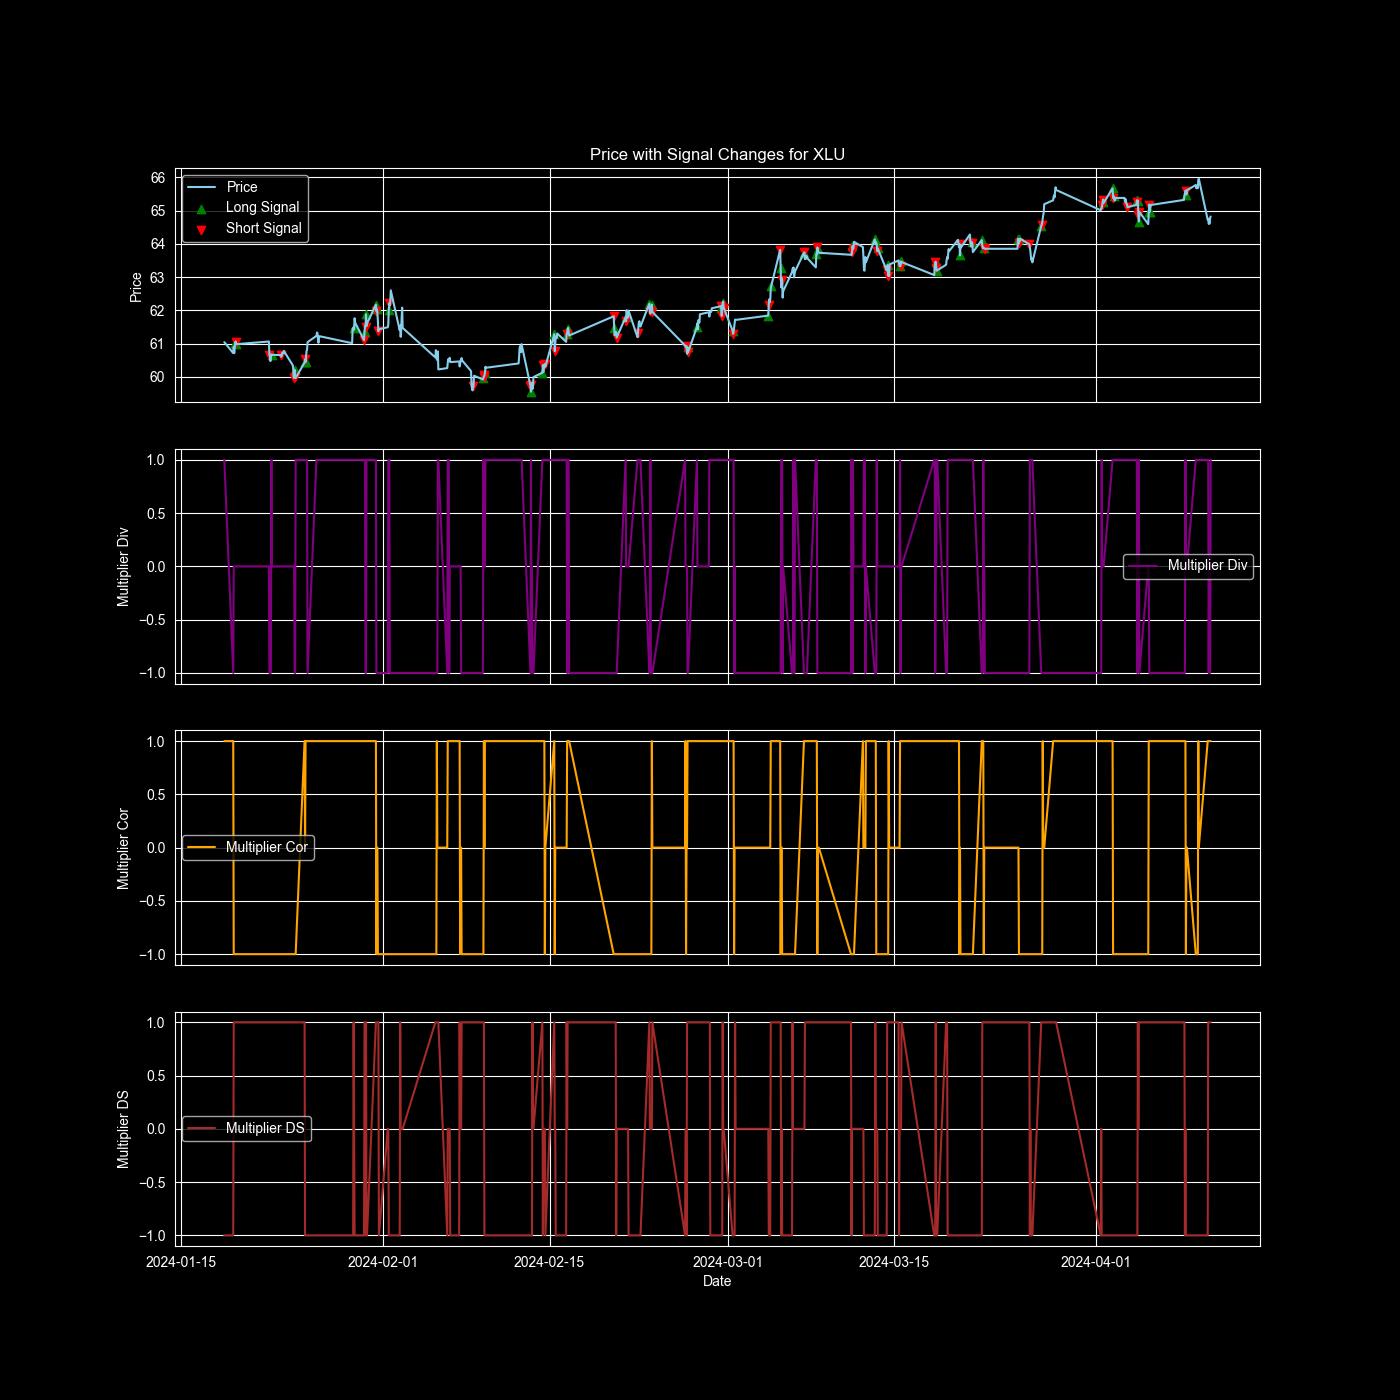 Price with Signal Changes for XLU
66
65
64
63
62
61
60
Price
Price
Long Signal
Short Signal
1.0
0.5
0.0
−0.5
−1.0
Multiplier Div
Multiplier Div
1.0
0.5
0.0
−0.5
−1.0
Multiplier Cor
Multiplier Cor
1.0
0.5
0.0
−0.5
−1.0
Multiplier DS
Multiplier DS
2024-01-15 2024-02-01 2024-02-15 2024-03-01 2024-03-15 2024-04-01
Date